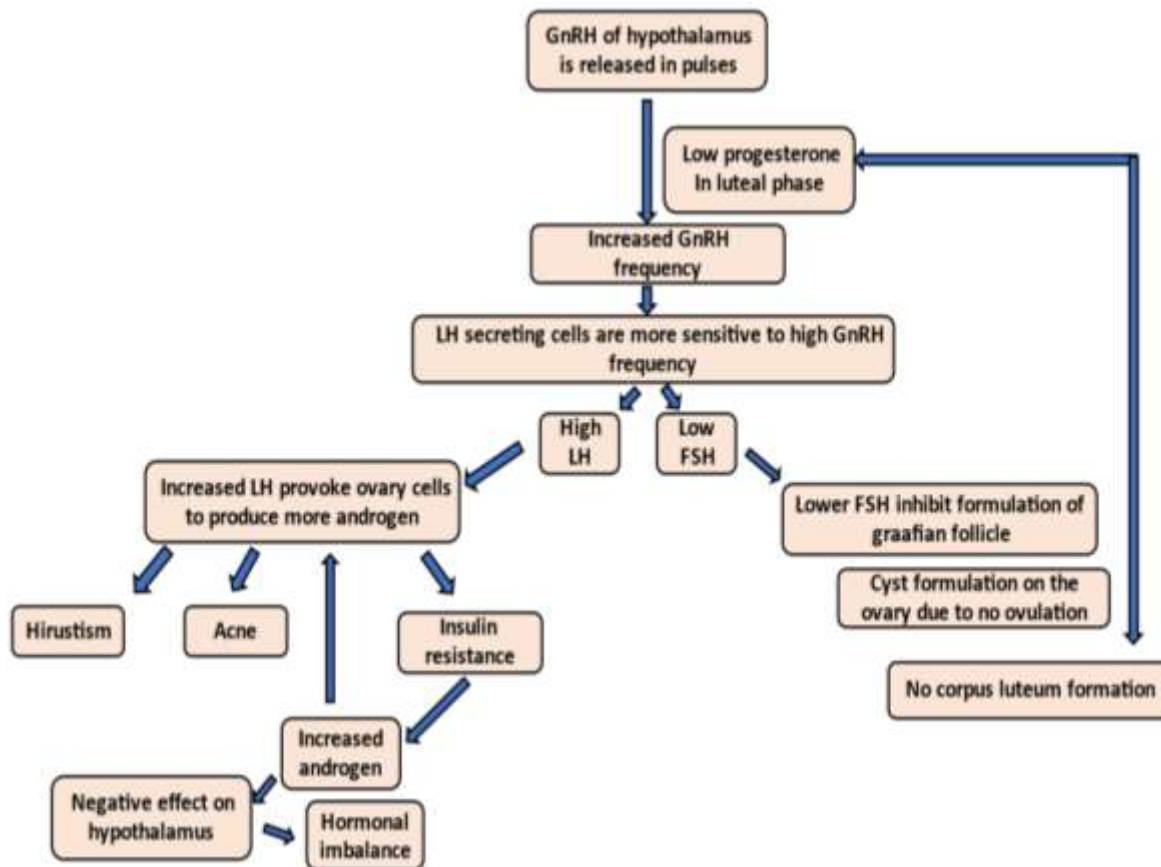 GnRH of hypothalamus
is released in pulses
Low progesterone
In luteal phase
Increased GnRH
frequency
LH secreting cells are more sensitive to high GnRH
frequency
High
LH
Low
FSH
Increased LH provoke ovary cells
to produce more androgen
Lower FSH inhibit formulation of
graafian follicle
Cyst formulation on the
ovary due to no ovulation
Hirustism
Acne
Insulin
resistance
No corpus luteum formation
Increased
androgen
Negative effect on
hypothalamus
Hormonal
imbalance